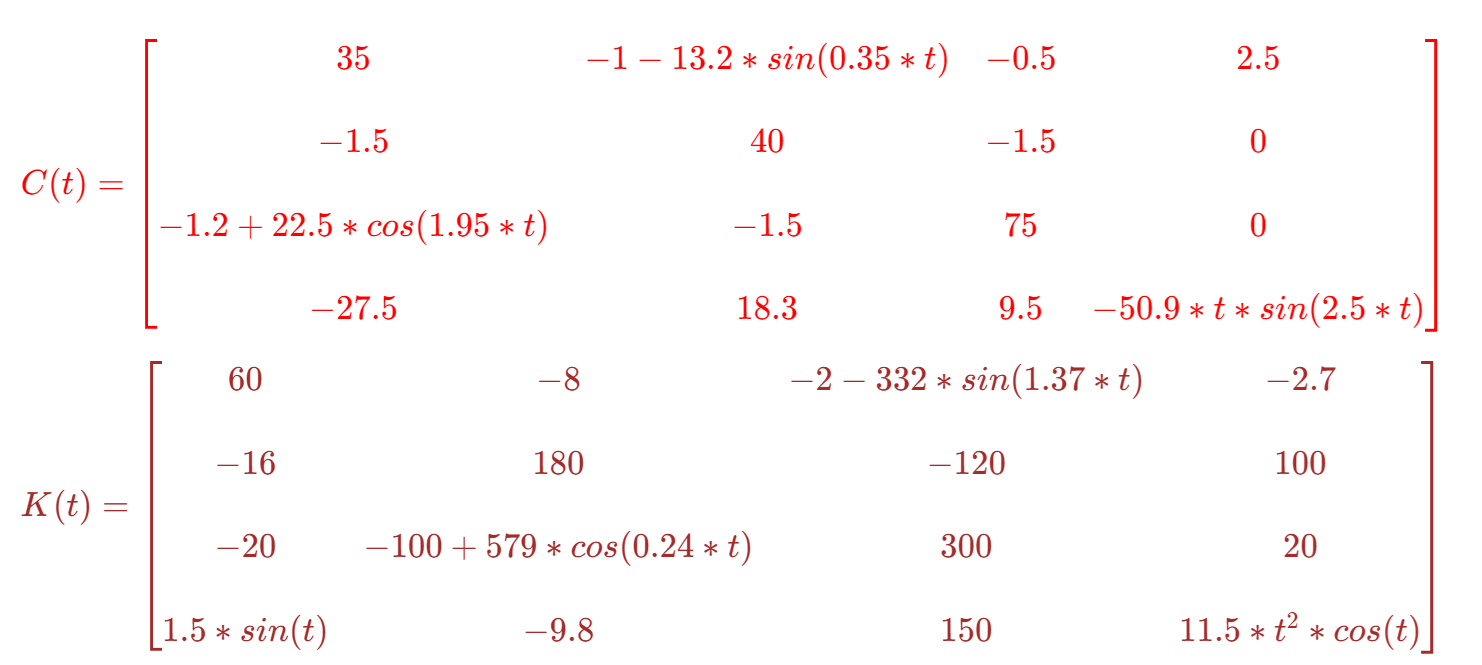 35 −1 − 13.2 ∗ sin(0.35 ∗ t) −0.5 2.5
−1.5 40 −1.5 0
C(t) =
−1.2 + 22.5 ∗ cos(1.95 ∗ t) −1.5 75 0
−27.5 18.3 9.5 −50.9 ∗ t ∗ sin(2.5 ∗ t)
60 −8 −2 − 332 ∗ sin(1.37 ∗ t) −2.7
−16 180 −120 100
K(t) =
−20 −100 + 579 ∗ cos(0.24 ∗ t) 300 20
1.5 ∗ sin(t) −9.8 150 11.5 ∗ t² ∗ cos(t)